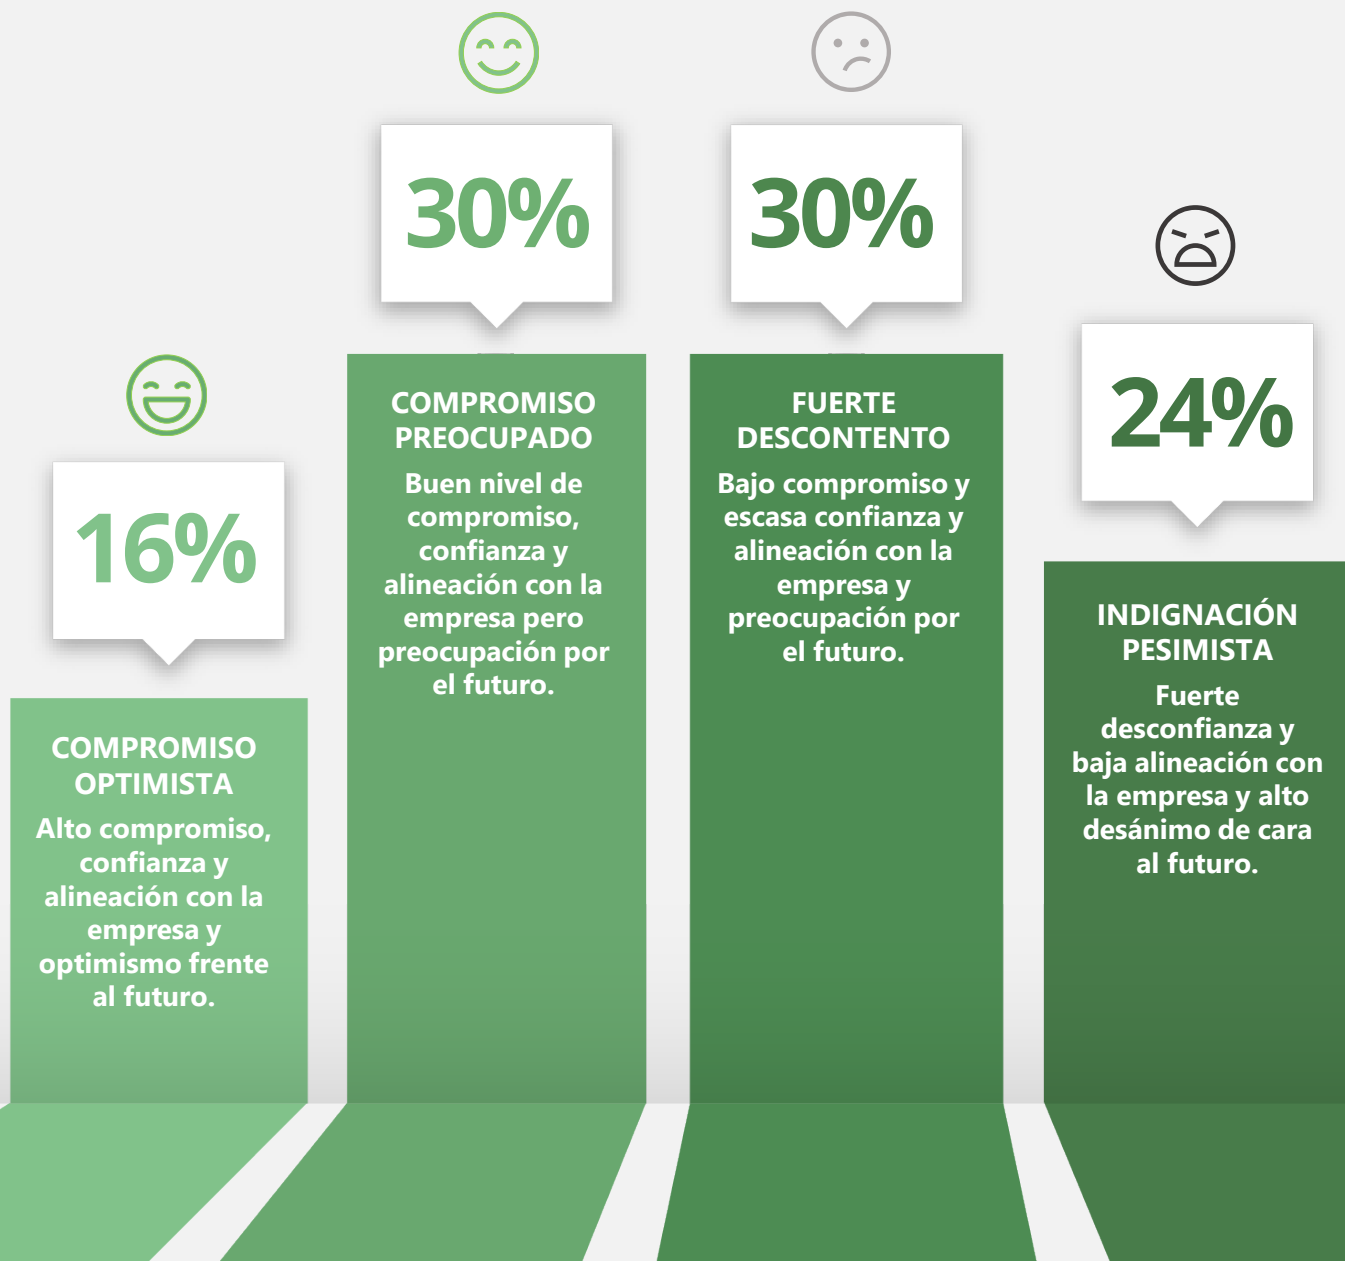 16%
COMPROMISO
OPTIMISTA
Alto compromiso,
confianza y
alineación con la
empresa y
optimismo frente
al futuro.
30%
COMPROMISO
PREOCUPADO
Buen nivel de
compromiso,
confianza y
alineación con la
empresa pero
preocupación por
el futuro.
30%
FUERTE
DESCONTENTO
Bajo compromiso y
escasa confianza y
alineación con la
empresa y
preocupación por
el futuro.
24%
INDIGNACIÓN
PESIMISTA
Fuerte
desconfianza y
baja alineación con
la empresa y alto
desánimo de cara
al futuro.